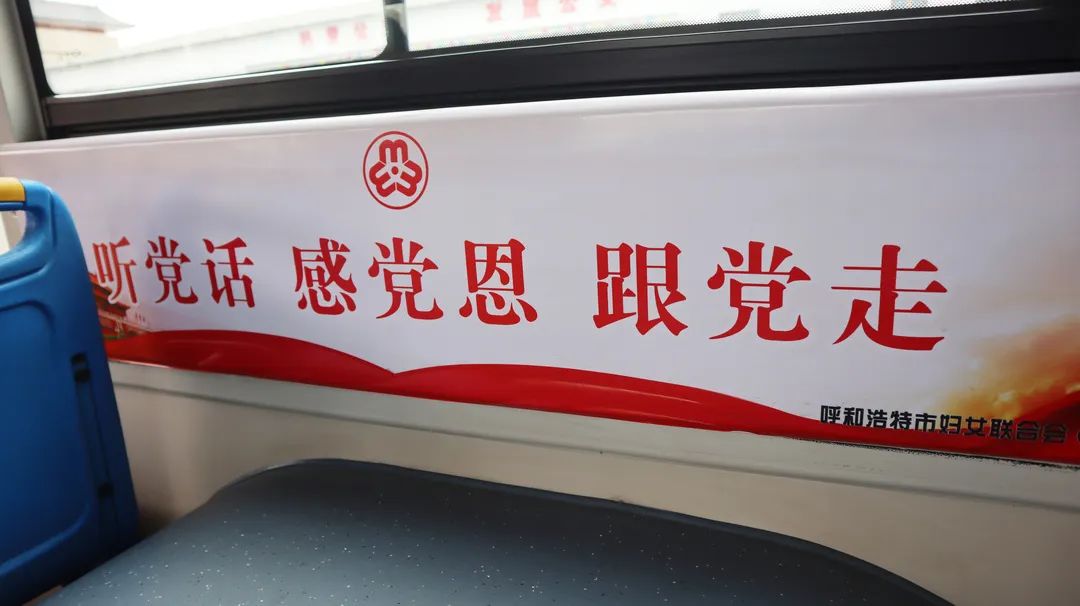 听党话 感党恩 跟党走
呼和浩特市妇女联合会